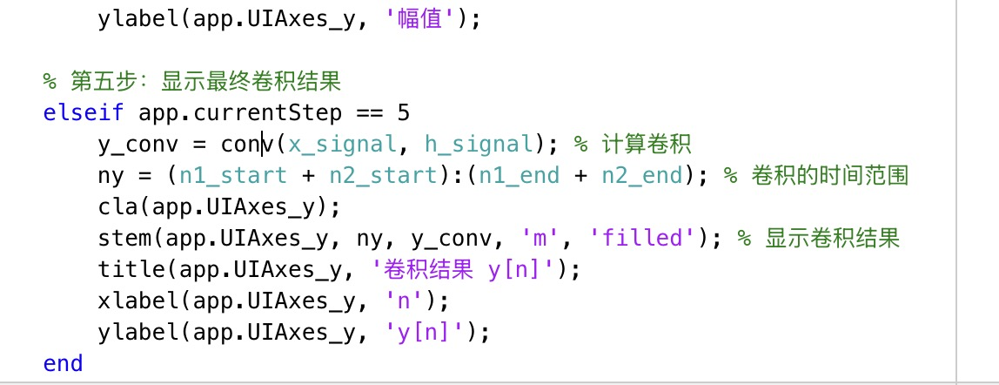 ylabel(app.UIAxes_y, '幅值');
% 第五步：显示最终卷积结果
elseif app.currentStep == 5
y_conv = conv(x_signal, h_signal); % 计算卷积
ny = (n1_start + n2_start):(n1_end + n2_end); % 卷积的时间范围
cla(app.UIAxes_y);
stem(app.UIAxes_y, ny, y_conv, 'm', 'filled'); % 显示卷积结果
title(app.UIAxes_y, '卷积结果 y[n]');
xlabel(app.UIAxes_y, 'n');
ylabel(app.UIAxes_y, 'y[n]');
end